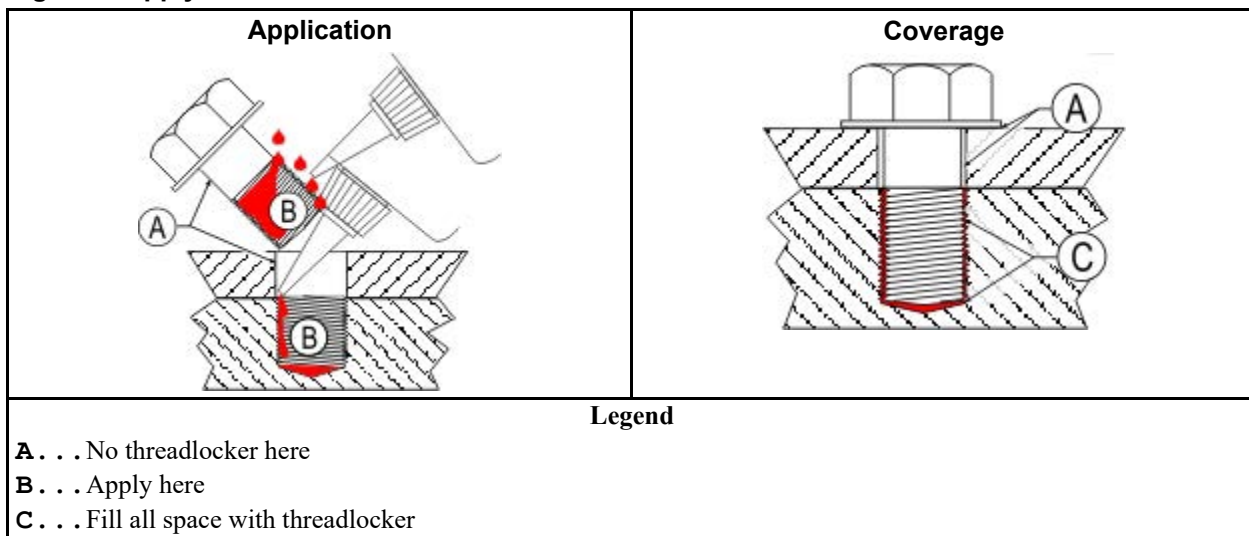 Application
Coverage
A
B
B
A
C
Legend
A...No threadlocker here
B...Apply here
C...Fill all space with threadlocker